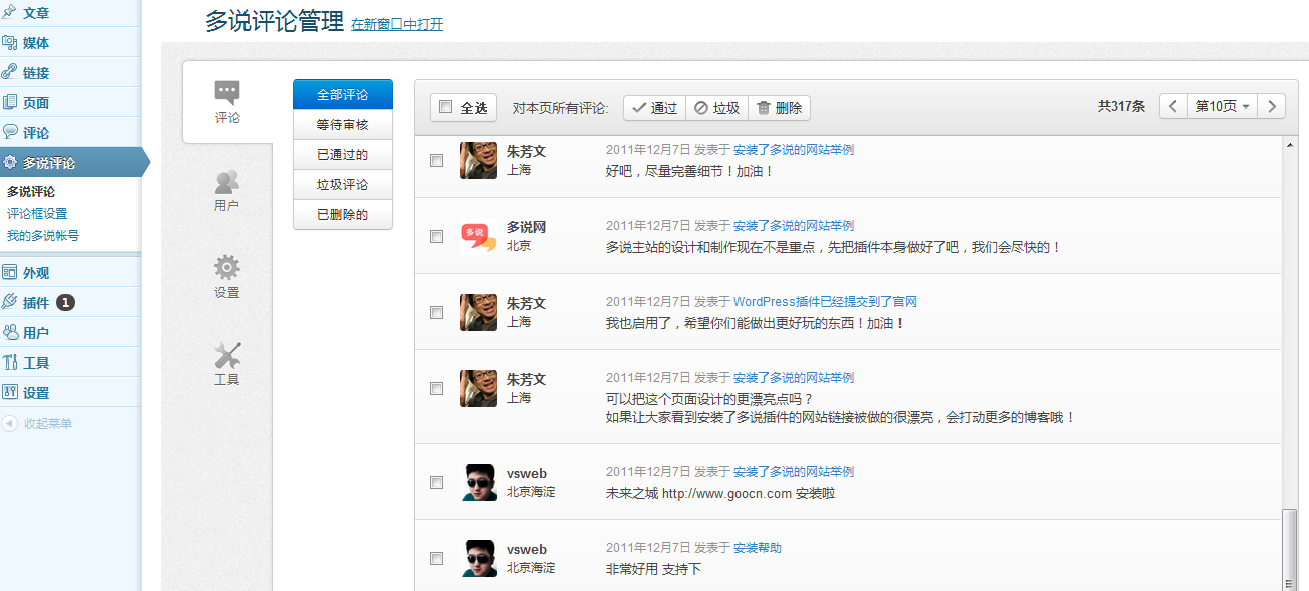 文章
媒体
链接
页面
评论
多说评论
多说评论
评论框设置
我的多说帐号
外观
插件 1
用户
工具
设置
收起菜单
多说评论管理 在新窗口中打开
评论
用户
设置
工具
全部评论
等待审核
已通过的
垃圾评论
已删除的
全选 对本页所有评论: 通过 垃圾 删除 共317条 第10页
朱芳文
上海
2011年12月7日 发表于 安装了多说的网站举例
好吧，尽量完善细节！加油！
多说
多说网
北京
2011年12月7日 发表于 安装了多说的网站举例
多说主站的设计和制作现在不是重点，先把插件本身做好了吧，我们会尽快的！
朱芳文
上海
2011年12月7日 发表于 WordPress插件已经提交到了官网
我也启用了，希望你们能做出更好玩的东西！加油！
朱芳文
上海
2011年12月7日 发表于 安装了多说的网站举例
可以把这个页面设计的更漂亮点吗？
如果让大家看到安装了多说插件的网站链接被做的很漂亮，会打动更多的博客哦！
vsweb
北京海淀
2011年12月7日 发表于 安装了多说的网站举例
未来之城 http://www.goocn.com 安装啦
vsweb
北京海淀
2011年12月7日 发表于 安装帮助
非常好用 支持下